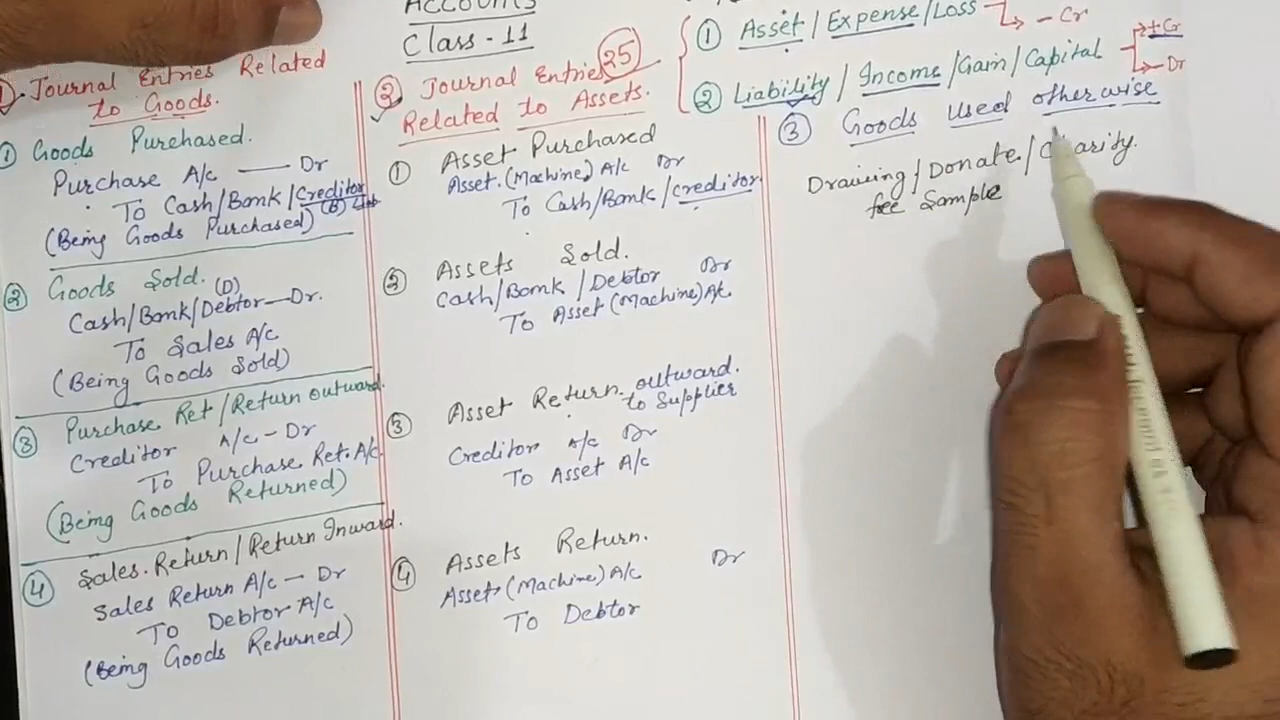 ACCOUNTS
Class-11
1. Journal Entries Related
to Goods.
① Goods Purchased.
Purchase A/c —— Dr
To Cash/Bank/Creditor
(Being Goods Purchased)
② Goods Sold. (D)
Cash/Bank/Debtor—Dr.
To Sales A/c
(Being Goods Sold)
③ Purchase Ret/Return outward.
Creditor A/c - Dr
To Purchase Ret. A/c.
(Being Goods Returned)
④ Sales Return/Return Inward.
Sales Return A/c — Dr
To Debtor A/c
(Being Goods Returned)
② Journal Entries 25
Related to Assets.
① Asset Purchased
Asset (Machine) A/c Dr
To Cash/Bank/Creditor
② Assets Sold.
Cash/Bank/Debtor Dr
To Asset (Machine) A/c
③ Asset Return outward.
to Supplier
Creditor A/c Dr
To Asset A/c
④ Assets Return.
Asset (Machine) A/c Dr
To Debtor
① Asset/Expense/Loss - Cr
② Liability/Income/Gain/Capital + Cr
- Dr
③ Goods Used otherwise
Drawing/Donate/Charity.
free Sample